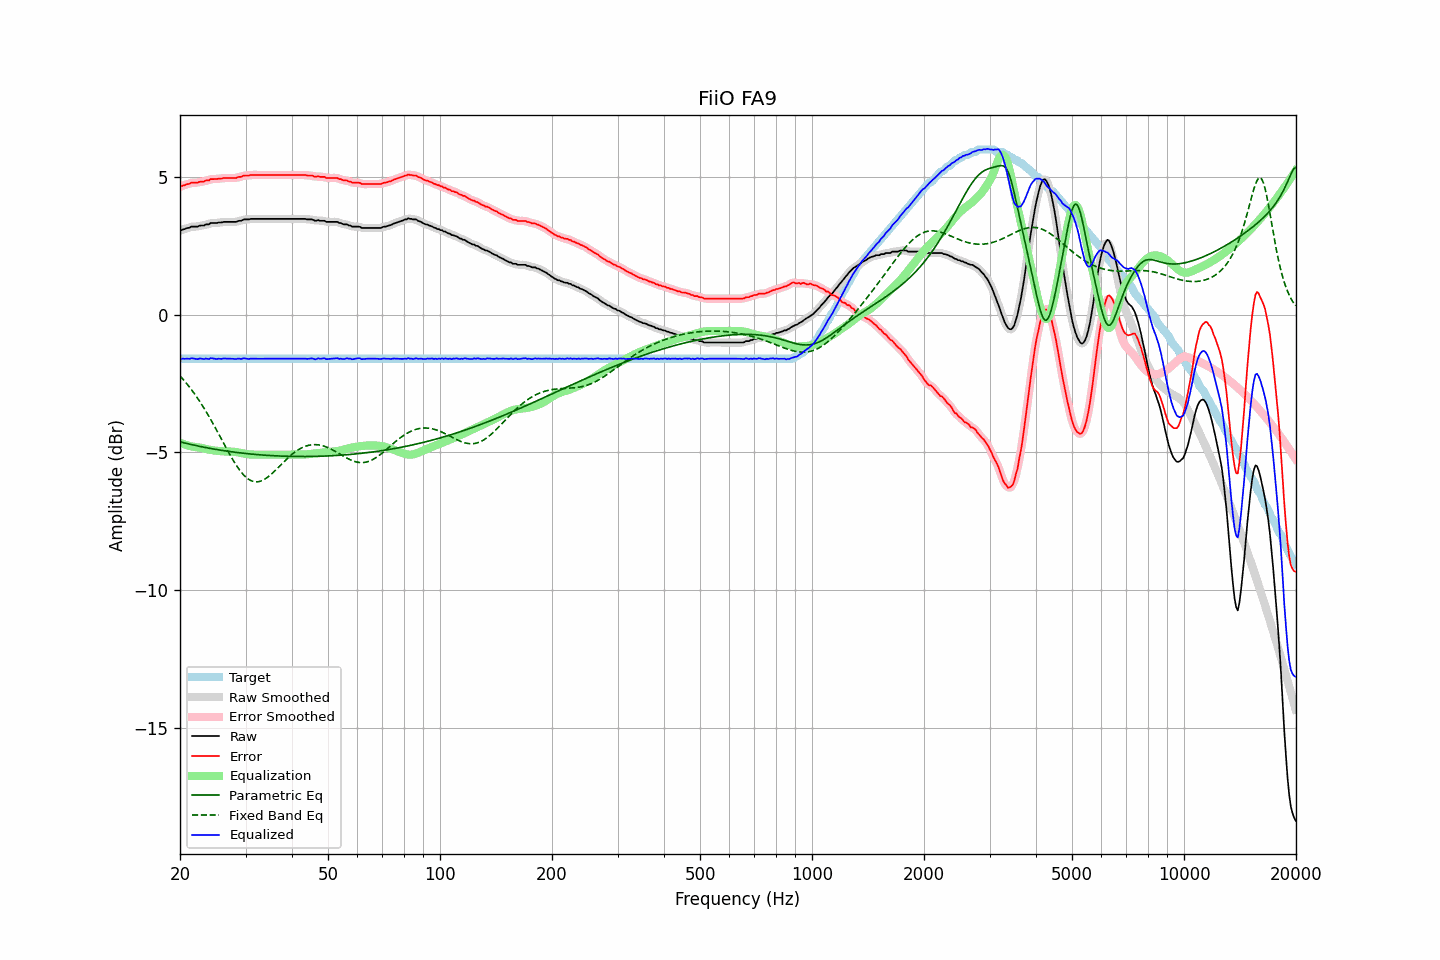 FiiO FA9
5
0
−5
−10
−15
Amplitude (dBr)
Target
Raw Smoothed
Error Smoothed
Raw
Error
Equalization
Parametric Eq
Fixed Band Eq
Equalized
20 50 100 200 500 1000 2000 5000 10000 20000
Frequency (Hz)